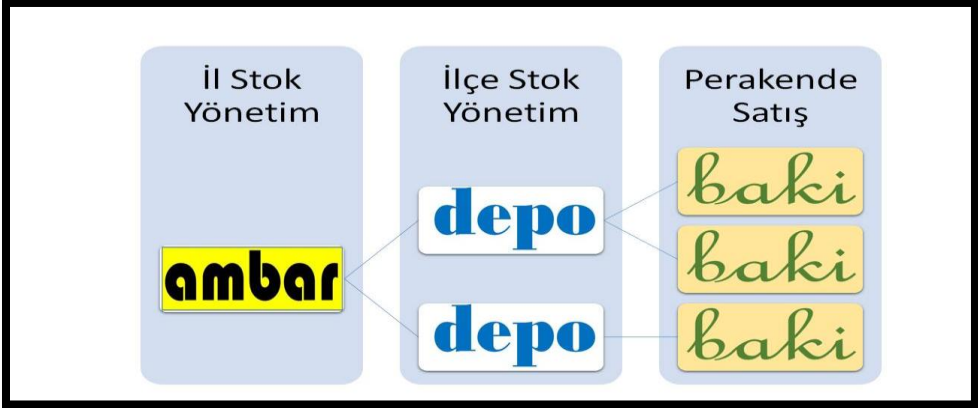 İl Stok
Yönetim
ambar
İlçe Stok
Yönetim
depo
depo
Perakende
Satış
baki
baki
baki